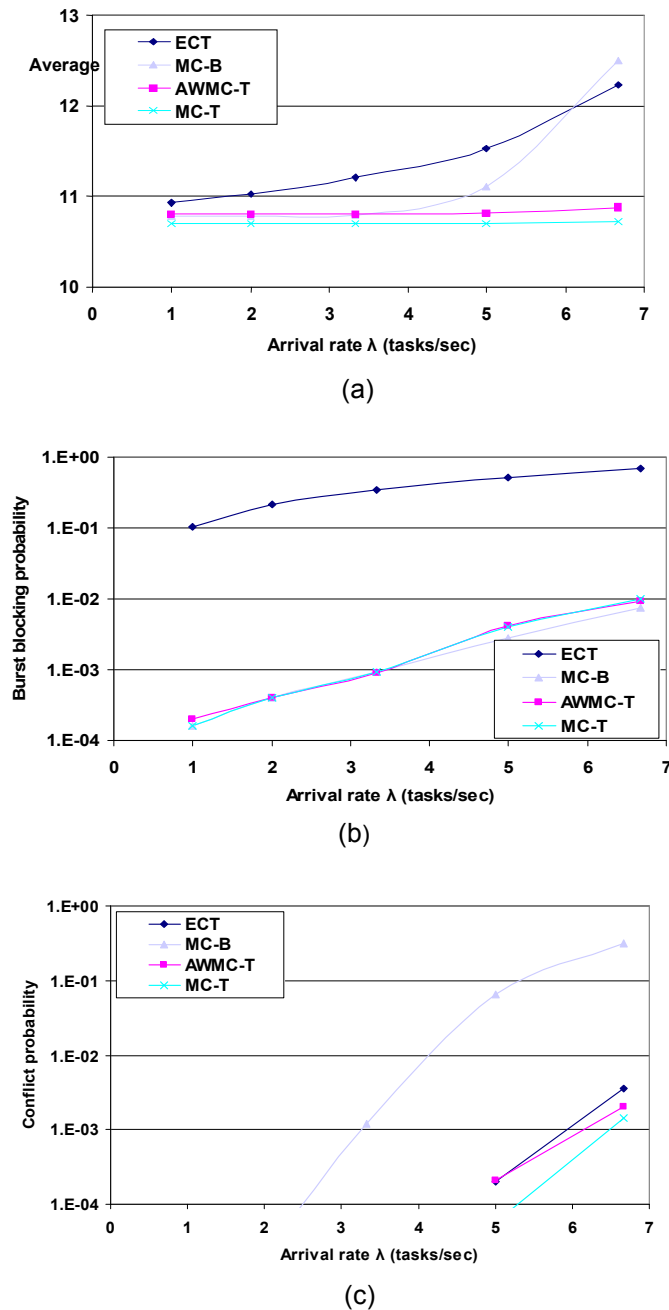 13
Average
12
11
10
ECT
MC-B
AWMC-T
MC-T
0 1 2 3 4 5 6 7
Arrival rate λ (tasks/sec)
(a)
1.E+00
1.E-01
1.E-02
1.E-03
1.E-04
Burst blocking probability
ECT
MC-B
AWMC-T
MC-T
0 1 2 3 4 5 6 7
Arrival rate λ (tasks/sec)
(b)
1.E+00
1.E-01
1.E-02
1.E-03
1.E-04
Conflict probability
ECT
MC-B
AWMC-T
MC-T
0 1 2 3 4 5 6 7
Arrival rate λ (tasks/sec)
(c)